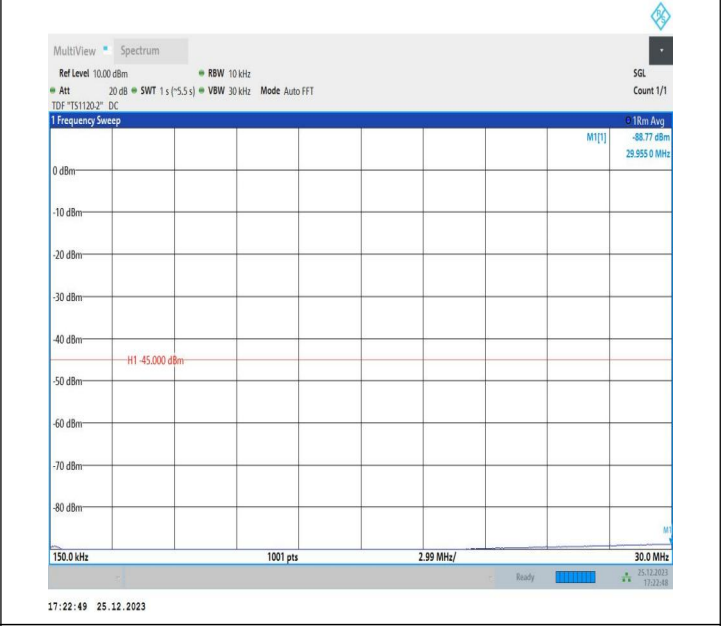 R&S
MultiView Spectrum
Ref Level 10.00 dBm RBW 10 kHz SGL
Att 20 dB SWT 1 s (~5.5 s) VBW 30 kHz Mode Auto FFT Count 1/1
TDF "TS1120-2" DC
1 Frequency Sweep 1Rm Avg
M1[1] -88.77 dBm
29.955 0 MHz
0 dBm
-10 dBm
-20 dBm
-30 dBm
-40 dBm
H1 -45.000 dBm
-50 dBm
-60 dBm
-70 dBm
-80 dBm
M1
150.0 kHz 1001 pts 2.99 MHz/ 30.0 MHz
Ready 25.12.2023
17:22:48
17:22:49 25.12.2023